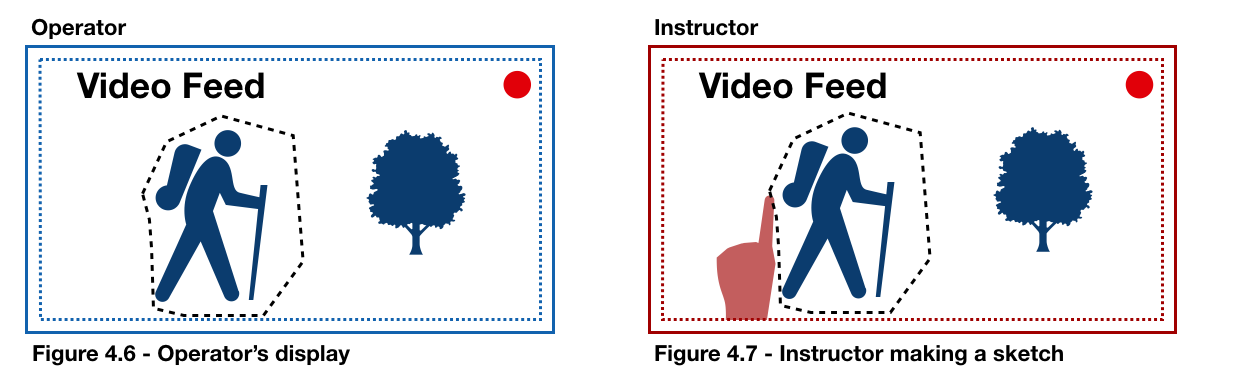 Operator
Video Feed
Figure 4.6 - Operator’s display
Instructor
Video Feed
Figure 4.7 - Instructor making a sketch